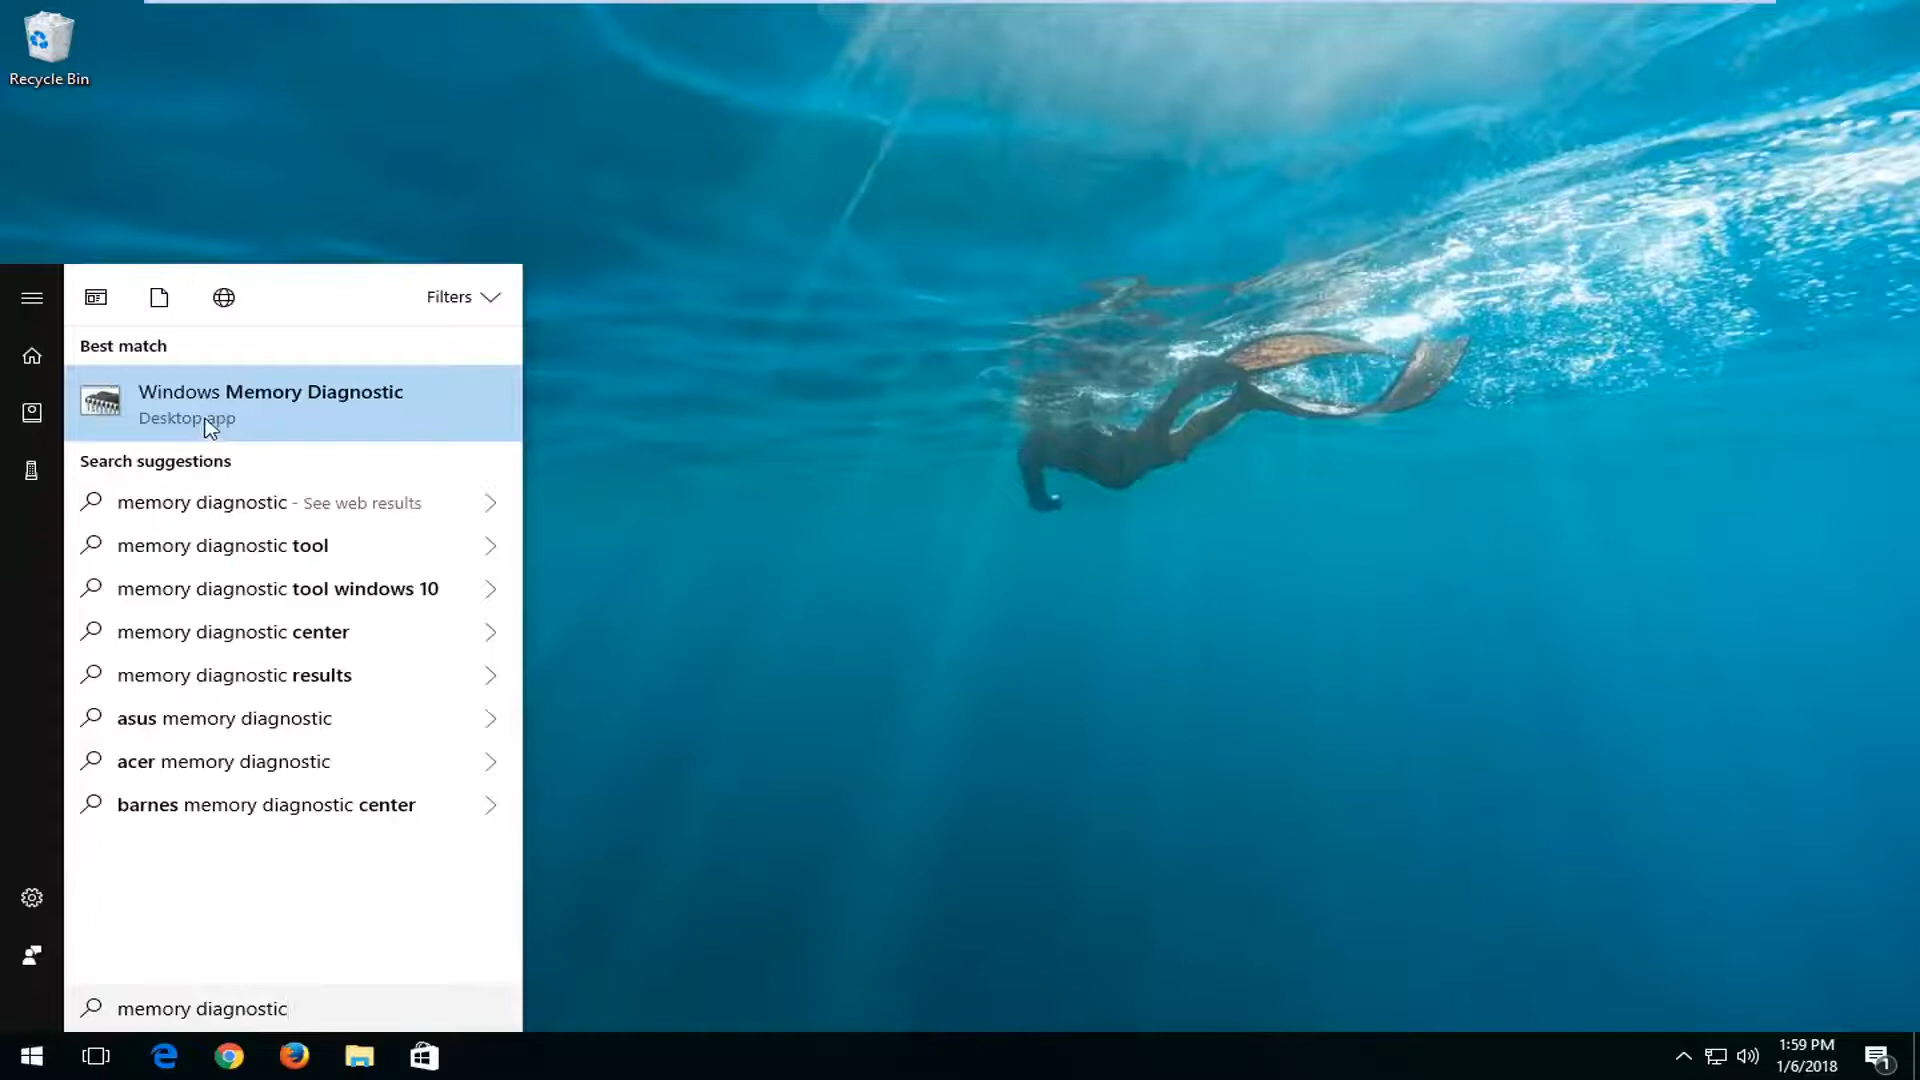 Recycle Bin
Filters
Best match
Windows Memory Diagnostic
Desktop app
Search suggestions
memory diagnostic - See web results
memory diagnostic tool
memory diagnostic tool windows 10
memory diagnostic center
memory diagnostic results
asus memory diagnostic
acer memory diagnostic
barnes memory diagnostic center
memory diagnostic
1:59 PM
1/6/2018
1